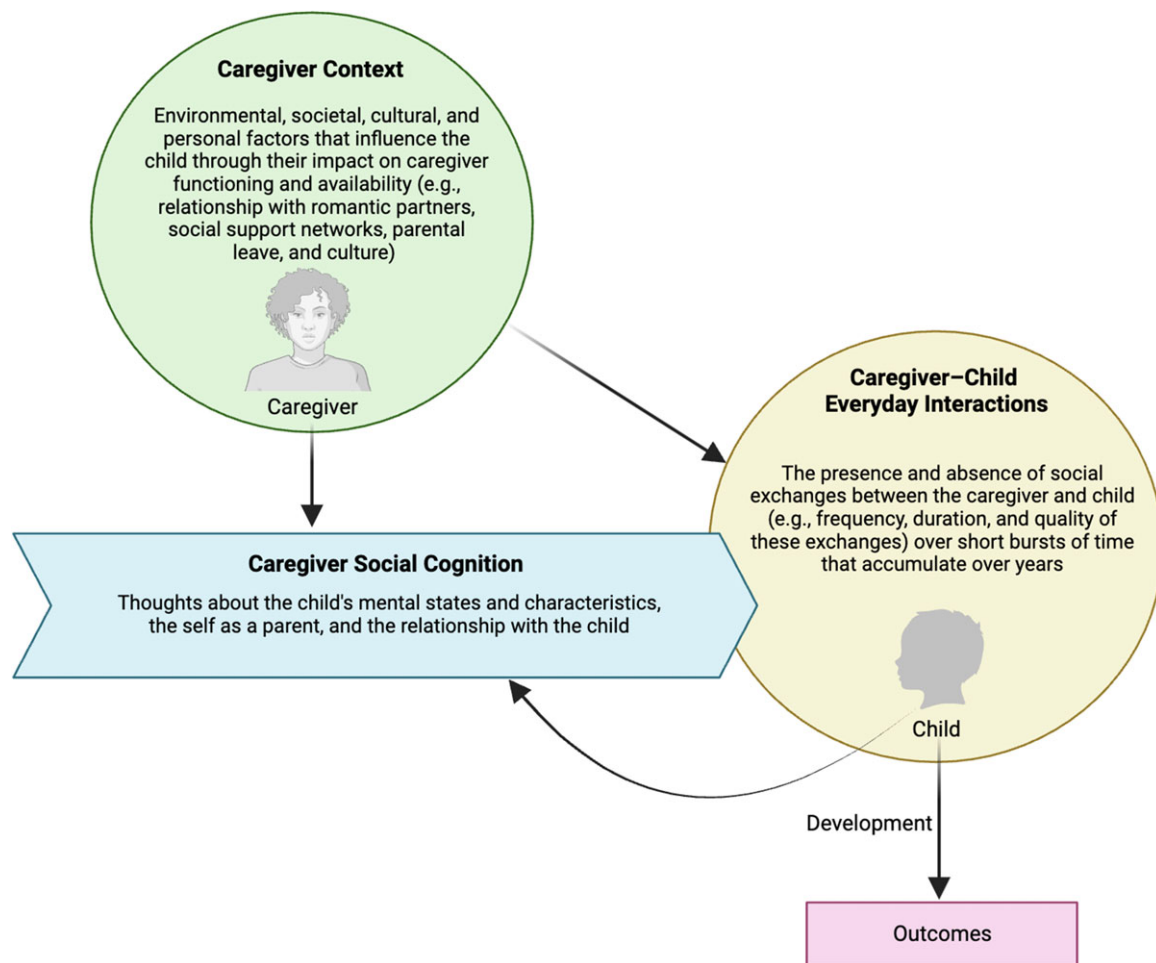 Caregiver Context
Environmental, societal, cultural, and
personal factors that influence the
child through their impact on caregiver
functioning and availability (e.g.,
relationship with romantic partners,
social support networks, parental
leave, and culture)
Caregiver
Caregiver–Child
Everyday Interactions
The presence and absence of social
exchanges between the caregiver and child
(e.g., frequency, duration, and quality of
these exchanges) over short bursts of time
that accumulate over years
Caregiver Social Cognition
Thoughts about the child's mental states and characteristics,
the self as a parent, and the relationship with the child
Child
Development
Outcomes